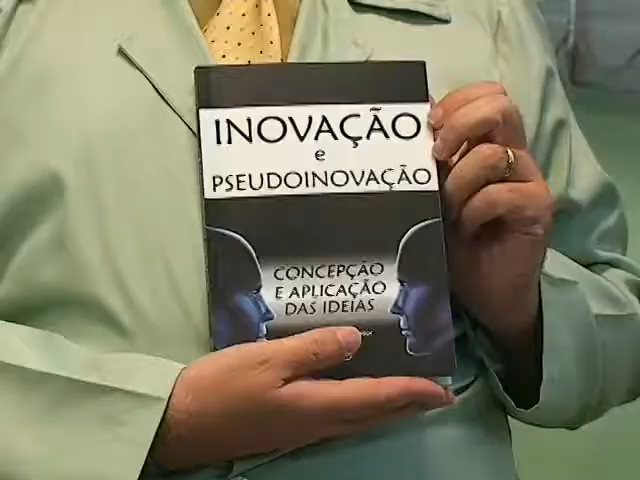 INOVAÇÃO
e
PSEUDOINOVAÇÃO
CONCEPÇÃO
E APLICAÇÃO
DAS IDEIAS